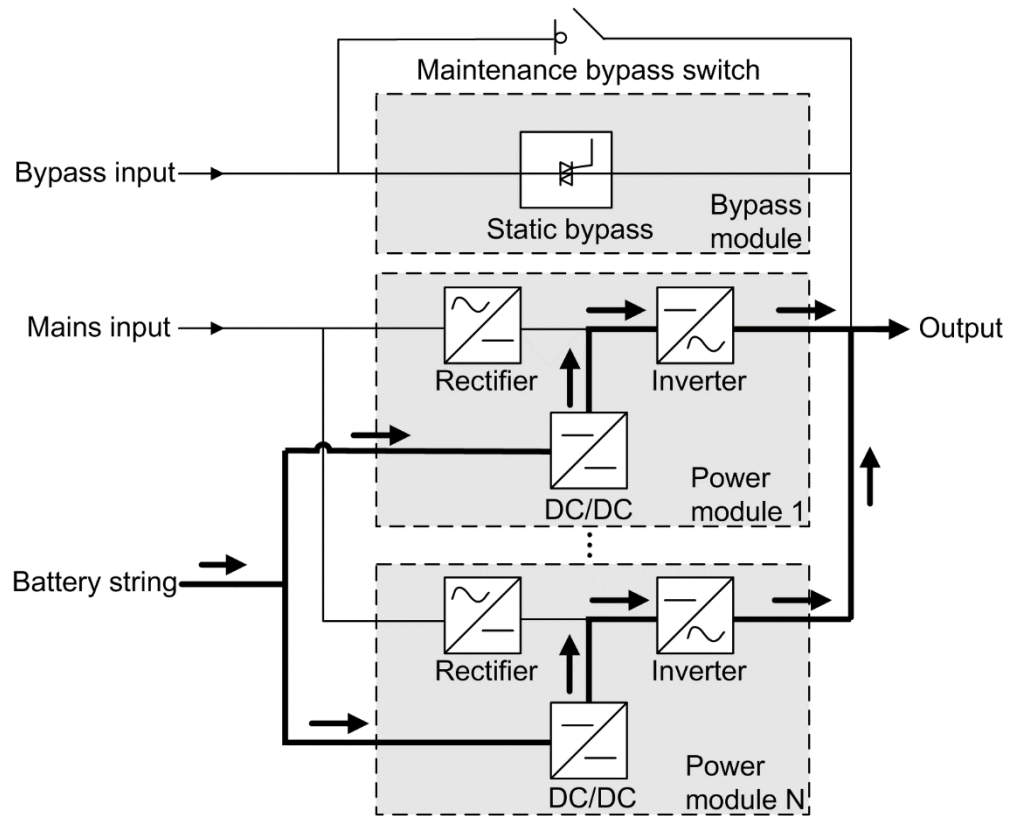 Maintenance bypass switch
Bypass input
Static bypass
Bypass
module
Mains input
Rectifier
Inverter
Output
DC/DC
Power
module 1
Battery string
Rectifier
Inverter
DC/DC
Power
module N